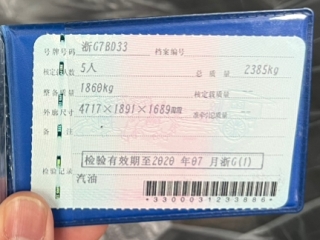 号牌号码 浙G7BD33 档案编号
核定载人数 5人 总质量 2385kg
整备质量 1860kg 核定载质量
外廓尺寸 4717×1891×1689mm 准牵引总质量
备注
检验有效期至2020 年07 月浙G(1)
检验记录 汽油
*3300031233886*